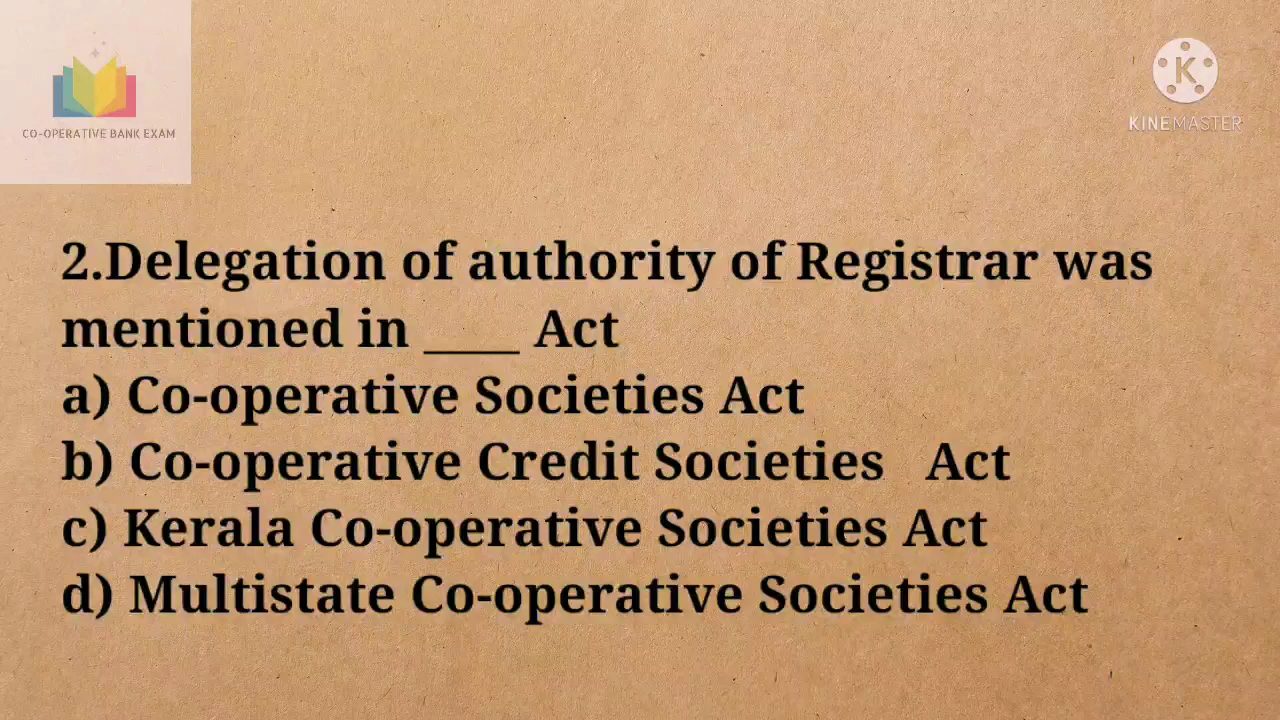 CO-OPERATIVE BANK EXAM
K
KINEMASTER
2.Delegation of authority of Registrar was
mentioned in ____ Act
a) Co-operative Societies Act
b) Co-operative Credit Societies   Act
c) Kerala Co-operative Societies Act
d) Multistate Co-operative Societies Act